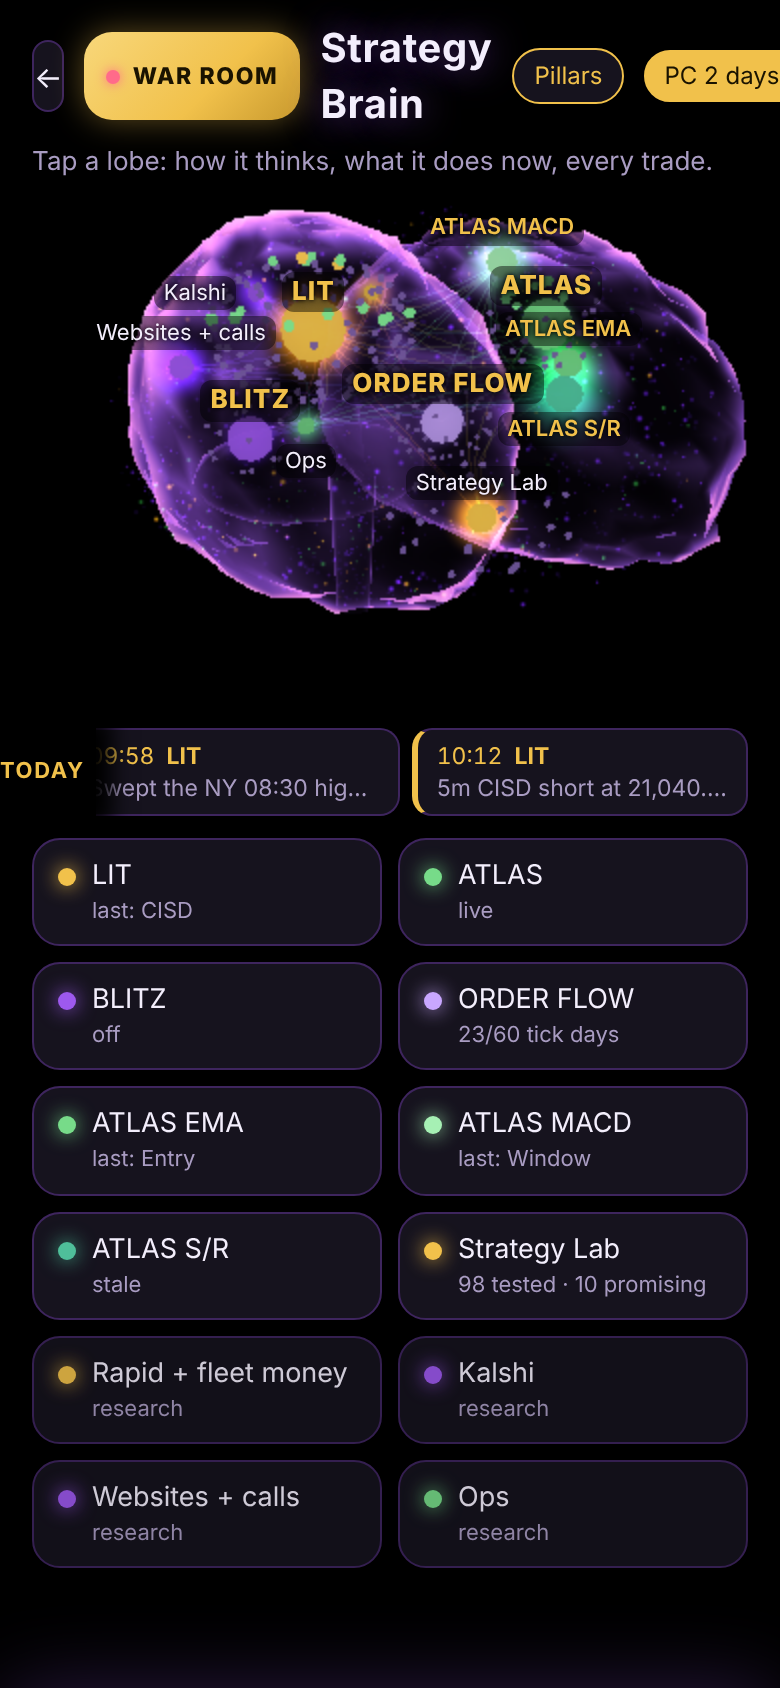 ←
WAR ROOM
Strategy
Brain
Pillars
PC 2 days
Tap a lobe: how it thinks, what it does now, every trade.
ATLAS MACD
Kalshi
LIT
ATLAS
Websites + calls
ATLAS EMA
BLITZ
ORDER FLOW
ATLAS S/R
Ops
Strategy Lab
TODAY
09:58 LIT
Swept the NY 08:30 hig...
10:12 LIT
5m CISD short at 21,040....
LIT
last: CISD
ATLAS
live
BLITZ
off
ORDER FLOW
23/60 tick days
ATLAS EMA
last: Entry
ATLAS MACD
last: Window
ATLAS S/R
stale
Strategy Lab
98 tested · 10 promising
Rapid + fleet money
research
Kalshi
research
Websites + calls
research
Ops
research